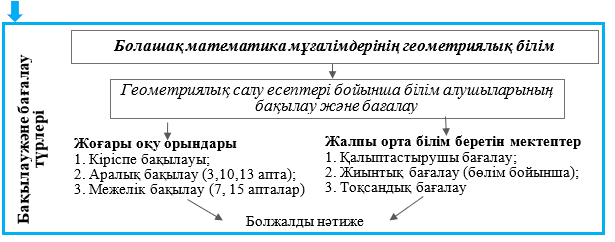 Бақылаужәне бағалау
түрлері
Болашақ математика мұғалімдерінің геометриялық білім
Геометриялық салу есептері бойынша білім алушыларының
бақылау және бағалау
Жоғары оқу орындары
1. Кіріспе бақылауы;
2. Аралық бақылау (3,10,13 апта);
3. Межелік бақылау (7, 15 апталар)
Жалпы орта білім беретін мектептер
1. Қалыптастырушы бағалау;
2. Жиынтық бағалау (бөлім бойынша);
3. Тоқсандық бағалау
Болжалды нәтиже